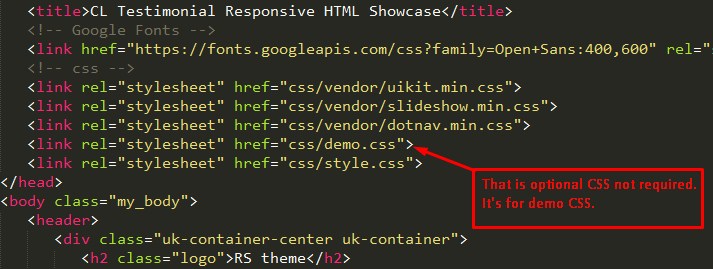 <title>CL Testimonial Responsive HTML Showcase</title>
<!-- Google Fonts -->
<link href="https://fonts.googleapis.com/css?family=Open+Sans:400,600" rel=
<!-- css -->
<link rel="stylesheet" href="css/vendor/uikit.min.css">
<link rel="stylesheet" href="css/vendor/slideshow.min.css">
<link rel="stylesheet" href="css/vendor/dotnav.min.css">
<link rel="stylesheet" href="css/demo.css">
<link rel="stylesheet" href="css/style.css">
</head>
<body class="my_body">
<header>
<div class="uk-container-center uk-container">
<h2 class="logo">RS theme</h2>
That is optional CSS not required.
It's for demo CSS.